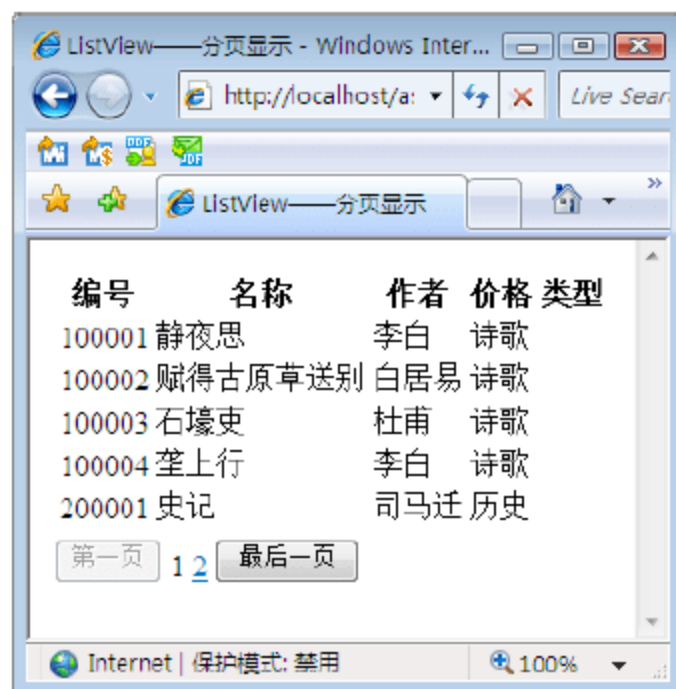 ListView——分页显示 - Windows Inter...
http://localhost/a:
Live Sear
ListView——分页显示
编号 名称 作者 价格 类型
100001 静夜思 李白 诗歌
100002 赋得古原草送别 白居易 诗歌
100003 石壕吏 杜甫 诗歌
100004 垄上行 李白 诗歌
200001 史记 司马迁 历史
第一页 1 2 最后一页
Internet | 保护模式: 禁用 100%